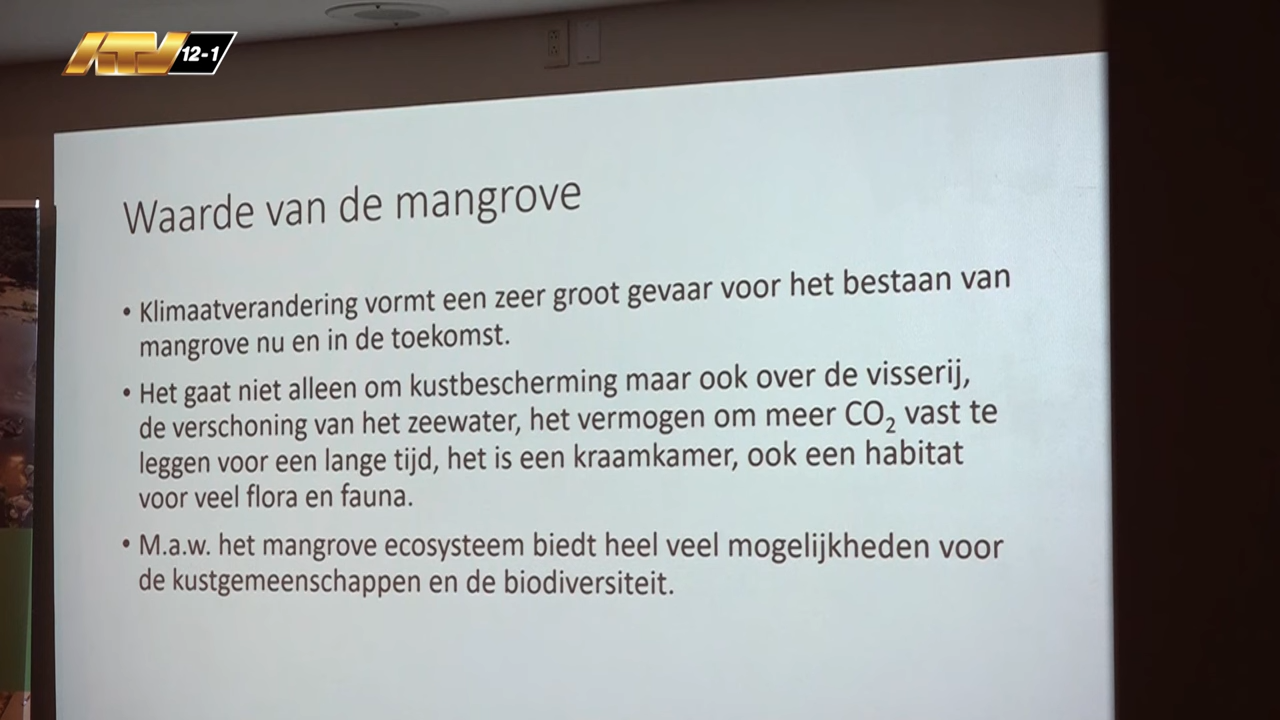 ATV 12-1
Waarde van de mangrove
• Klimaatverandering vormt een zeer groot gevaar voor het bestaan van
mangrove nu en in de toekomst.
• Het gaat niet alleen om kustbescherming maar ook over de visserij,
de verschoning van het zeewater, het vermogen om meer CO₂ vast te
leggen voor een lange tijd, het is een kraamkamer, ook een habitat
voor veel flora en fauna.
• M.a.w. het mangrove ecosysteem biedt heel veel mogelijkheden voor
de kustgemeenschappen en de biodiversiteit.